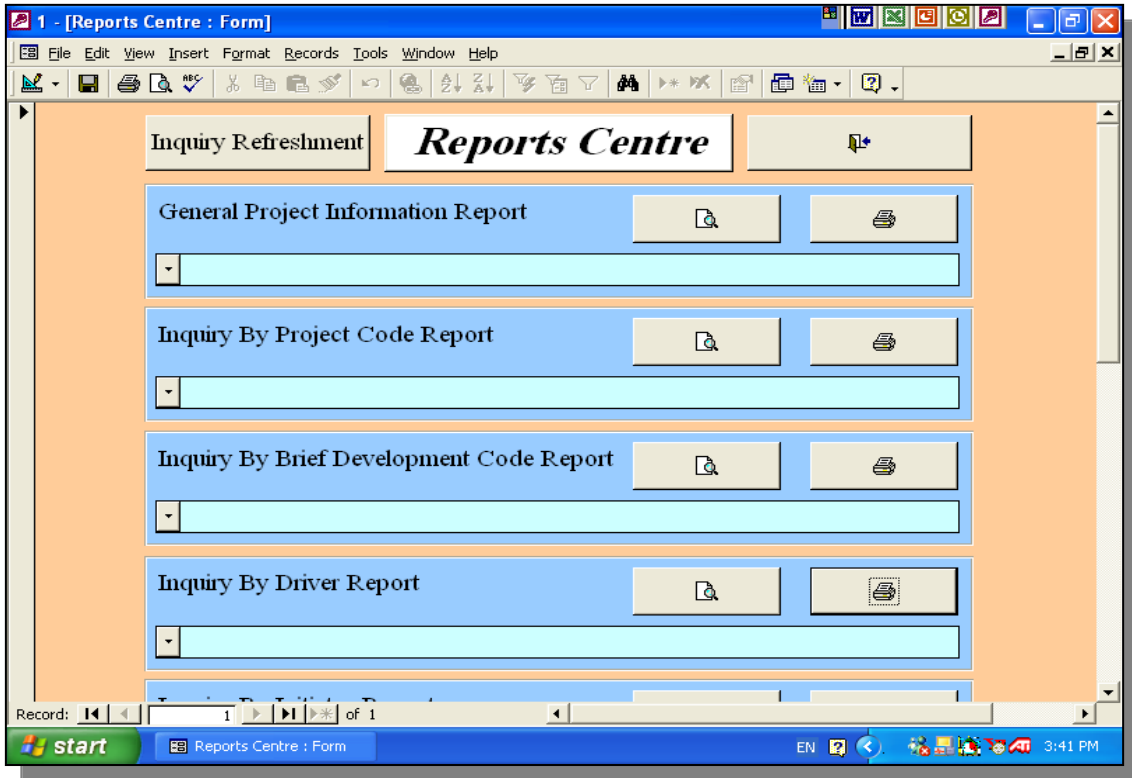 1 - [Reports Centre : Form]
File Edit View Insert Format Records Tools Window Help
Inquiry Refreshment
Reports Centre
General Project Information Report
Inquiry By Project Code Report
Inquiry By Brief Development Code Report
Inquiry By Driver Report
Record: 1 of 1
start
Reports Centre : Form
EN
3:41 PM